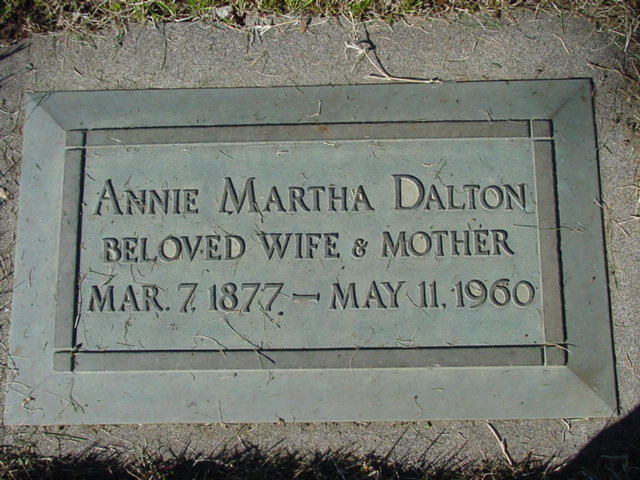 Annie Martha Dalton
BELOVED WIFE & MOTHER
MAR. 7, 1877 — MAY 11, 1960